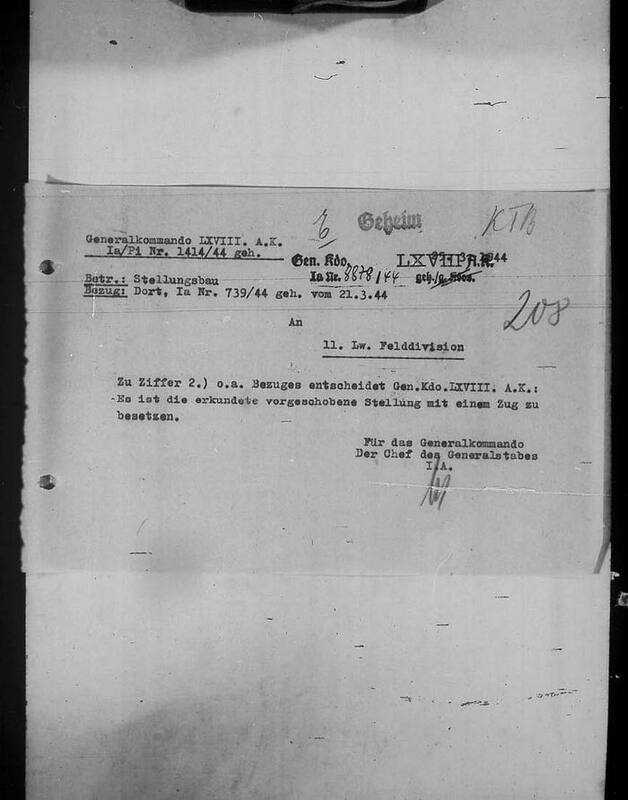 Geheim
KTB
Generalkommando LXVIII. A.K.
Ia/Pi Nr. 1414/44 geh.
Gen. Kdo. LXVIII A.K.
Ia Nr. 8878/44 geh./g. Kdos.
Betr.: Stellungsbau
Bezug: Dort, Ia Nr. 739/44 geh. vom 21.3.44
208
An
11. Lw. Felddivision
Zu Ziffer 2.) o.a. Bezuges entscheidet Gen.Kdo.LXVIII. A.K.:
-Es ist die erkundete vorgeschobene Stellung mit einem Zug zu
besetzen.
Für das Generalkommando
Der Chef des Generalstabes
I.A.